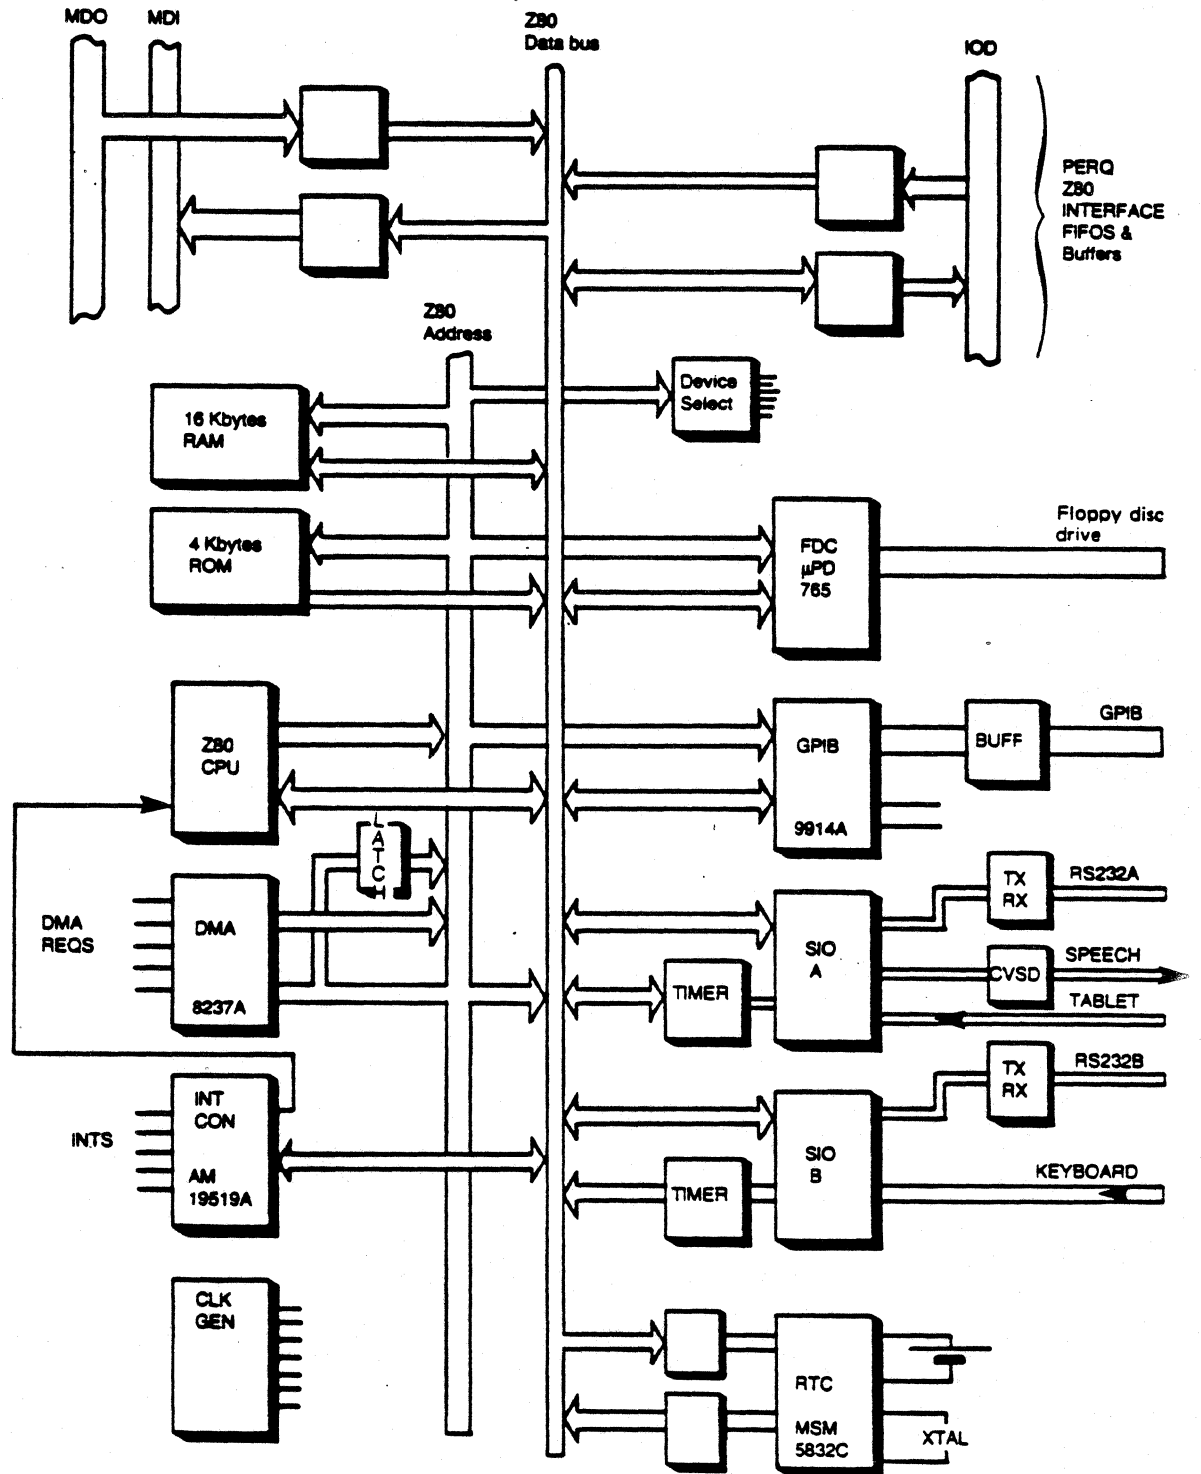 MDO
MDI
Z80
Data bus
IOD
PERQ
Z80
INTERFACE
FIFOS &
Buffers
Z80
Address
Device
Select
16 Kbytes
RAM
4 Kbytes
ROM
FDC
µPD
765
Floppy disc
drive
Z80
CPU
GPIB
9914A
BUFF
GPIB
LATCH
DMA
REQS
DMA
8237A
SIO
A
TX
RX
RS232A
CVSD
SPEECH
TABLET
TIMER
INTS
INT
CON
AM
19519A
SIO
B
TX
RX
RS232B
TIMER
KEYBOARD
CLK
GEN
RTC
MSM
5832C
XTAL